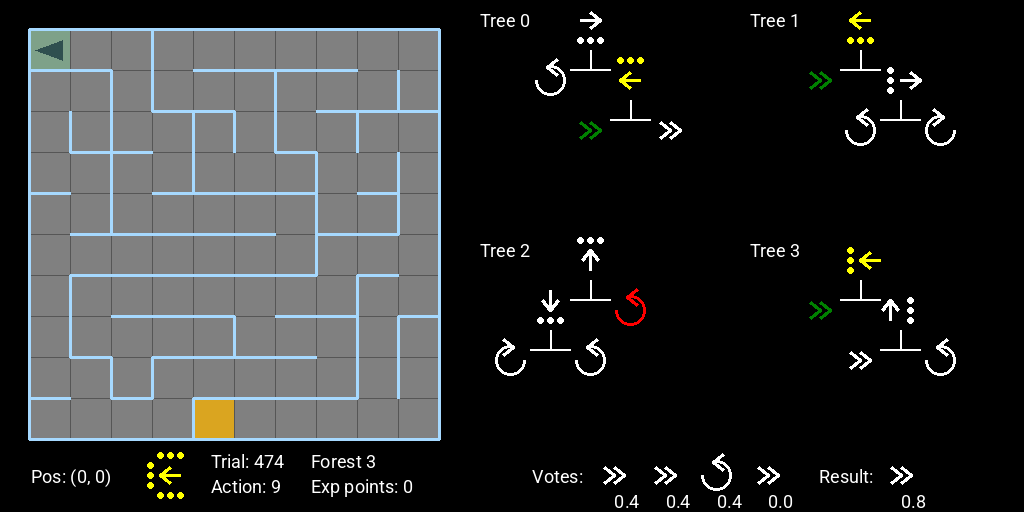 Tree 0
Tree 1
Tree 2
Tree 3
Pos: (0, 0)
Trial: 474
Forest 3
Action: 9
Exp points: 0
Votes:
0.4
0.4
0.4
0.0
Result:
0.8